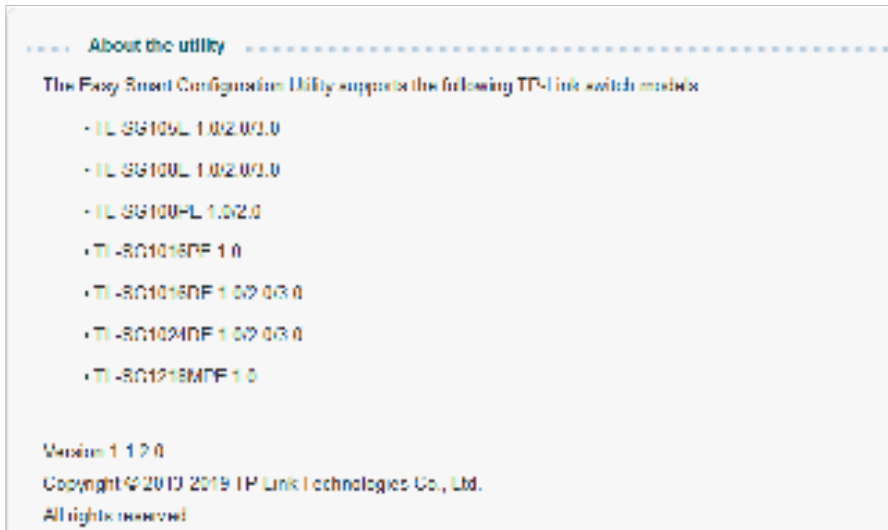 About the utility
The Easy Smart Configuration Utility supports the following TP-Link switch models
• TL-SG105E 1.0/2.0/3.0
• TL-SG108E 1.0/2.0/3.0
• TL-SG108PE 1.0/2.0
• TL-SG1016PE 1.0
• TL-SG1016DE 1.0/2.0/3.0
• TL-SG1024DE 1.0/2.0/3.0
• TL-SG1218MPE 1.0
Version 1.1.2.0
Copyright © 2013-2019 TP-Link Technologies Co., Ltd.
All rights reserved